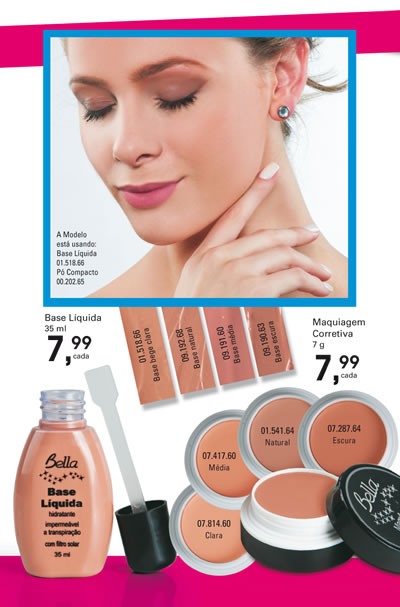 A Modelo
está usando:
Base Líquida
01.518.66
Pó Compacto
00.202.65
Base Liquida
35 ml
7,99
cada
01.518.66
Base bage clara
09.192.68
Base natural
09.191.60
Base média
09.190.63
Base escura
Maquiagem
Corretiva
7 g
7,99
cada
07.417.60
Média
01.541.64
Natural
07.287.64
Escura
07.814.60
Clara
Bella
Base
Líquida
hidratante
impermeável
a transpiração
com filtro solar
35 ml
Bella